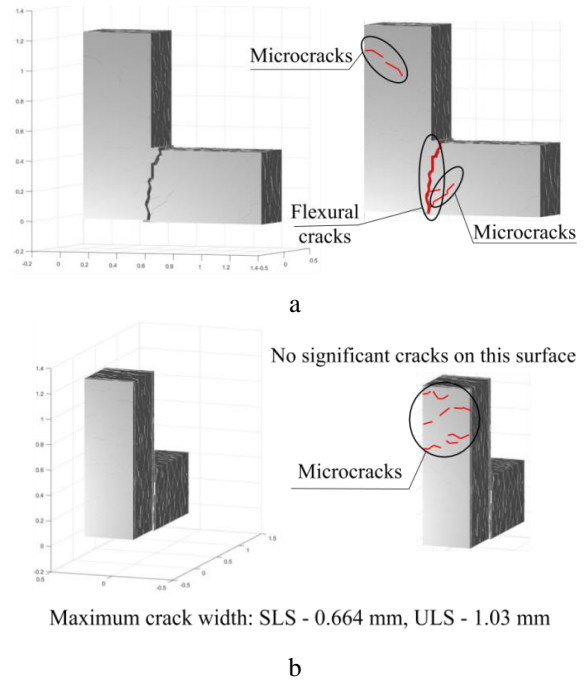 Microcracks
1.4
1.2
1
0.8
0.6
0.4
0.2
0
-0.2
-0.2 0 0.2 0.4 0.6 0.8 1 1.2 1.4 -0.5 0 0.5
Flexural
cracks
Microcracks
a
No significant cracks on this surface
1.4
1.2
1
0.8
0.6
0.4
0.2
0
-0.2
0.5 0 -0.5 -0.5 0 0.5 1 1.5
Microcracks
Maximum crack width: SLS - 0.664 mm, ULS - 1.03 mm
b